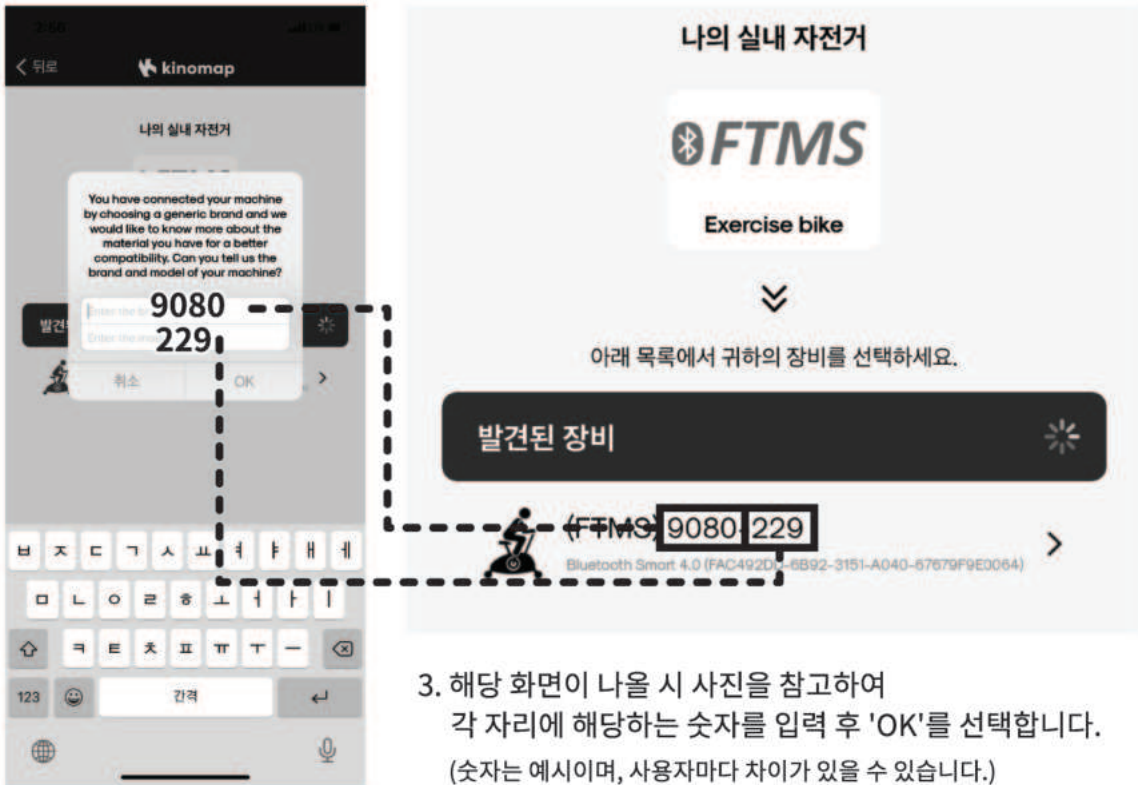 2:56
< 뒤로
kinomap
나의 실내 자전거
You have connected your machine
by choosing a generic brand and we
would like to know more about the
material you have for a better
compatibility. Can you tell us the
brand and model of your machine?
9080
229
취소
OK
발견
ㅂ ㅈ ㄷ ㄱ ㅅ ㅛ ㅕ ㅑ ㅐ ㅔ
ㅁ ㄴ ㅇ ㄹ ㅎ ㅗ ㅓ ㅏ ㅣ
ㅋ ㅌ ㅊ ㅍ ㅠ ㅜ ㅡ
123
간격
나의 실내 자전거
FTMS
Exercise bike
아래 목록에서 귀하의 장비를 선택하세요.
발견된 장비
(FTMS) 9080-229
Bluetooth Smart 4.0 (FAC492DD-6B92-3151-A040-67679F9E0064)
3. 해당 화면이 나올 시 사진을 참고하여
각 자리에 해당하는 숫자를 입력 후 'OK'를 선택합니다.
(숫자는 예시이며, 사용자마다 차이가 있을 수 있습니다.)